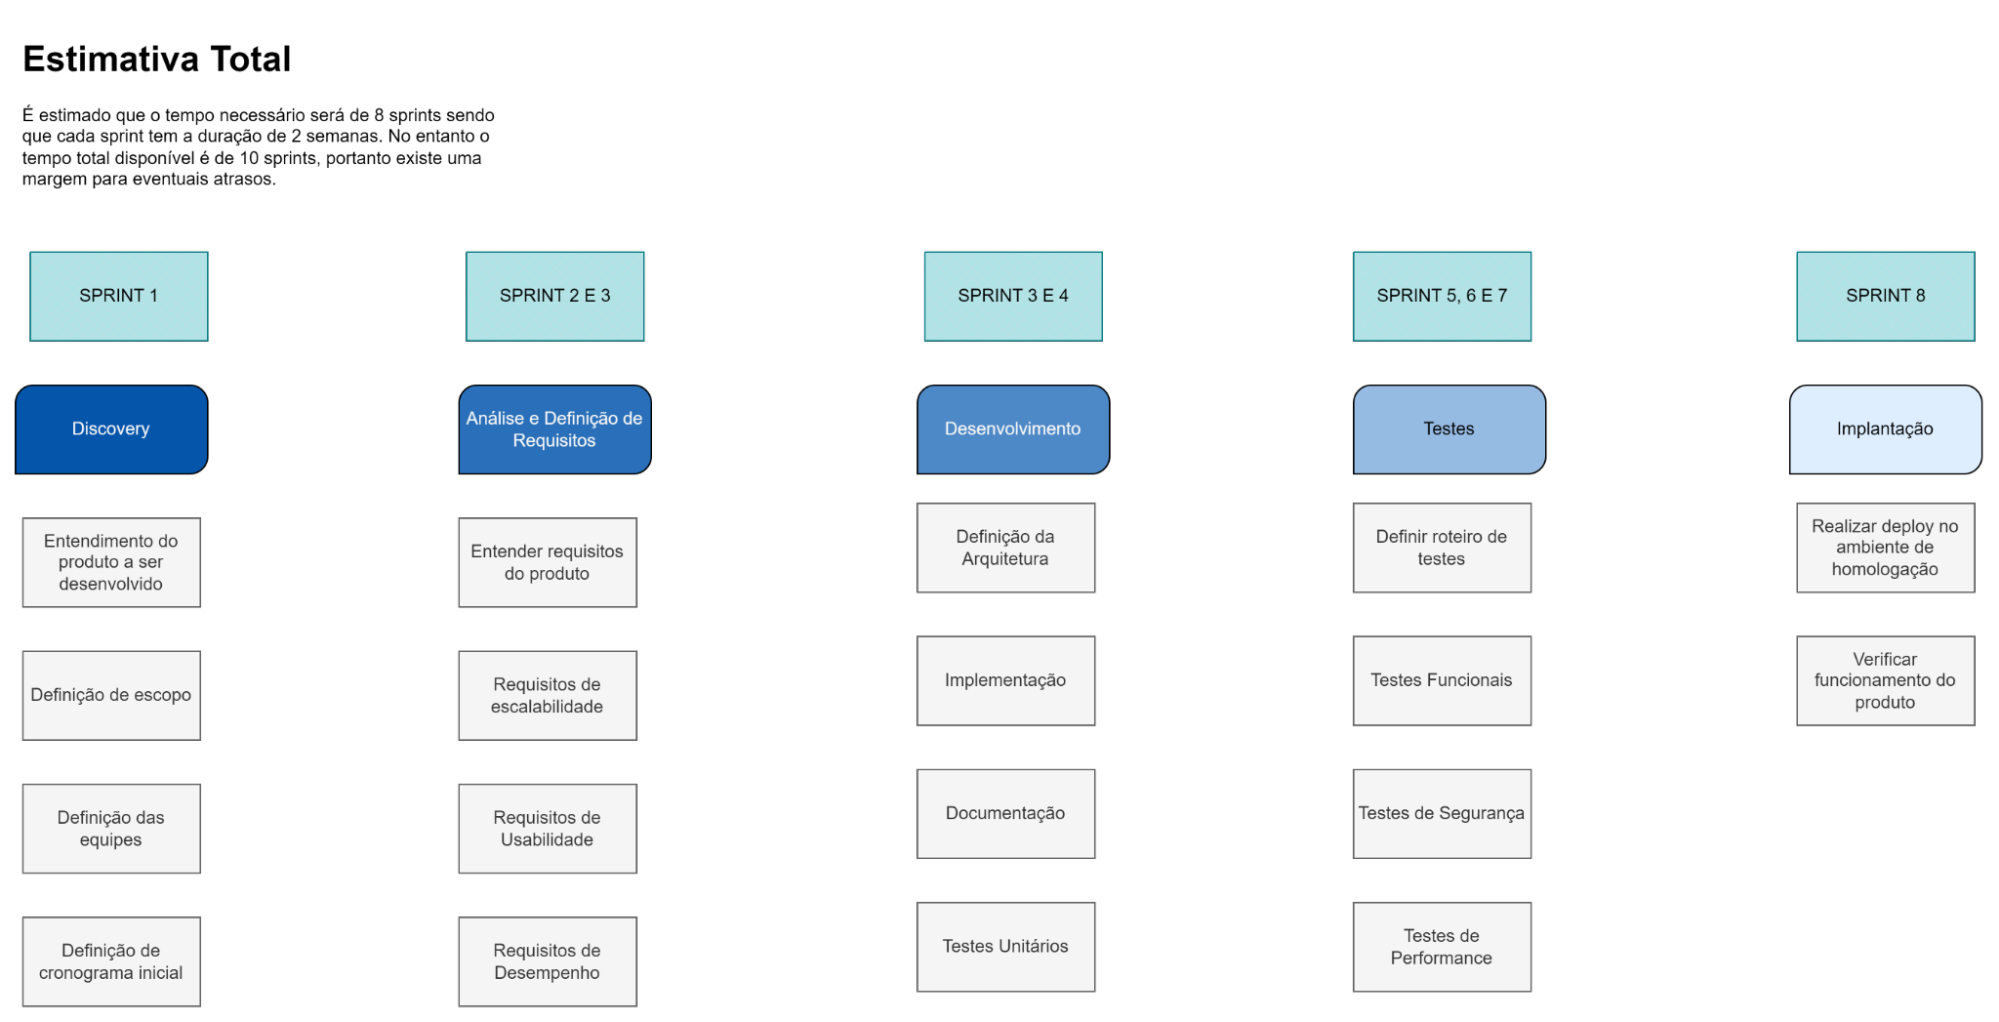 Estimativa Total
É estimado que o tempo necessário será de 8 sprints sendo
que cada sprint tem a duração de 2 semanas. No entanto o
tempo total disponível é de 10 sprints, portanto existe uma
margem para eventuais atrasos.
SPRINT 1
SPRINT 2 E 3
SPRINT 3 E 4
SPRINT 5, 6 E 7
SPRINT 8
Discovery
Análise e Definição de
Requisitos
Desenvolvimento
Testes
Implantação
Entendimento do
produto a ser
desenvolvido
Entender requisitos
do produto
Definição da
Arquitetura
Definir roteiro de
testes
Realizar deploy no
ambiente de
homologação
Definição de escopo
Requisitos de
escalabilidade
Implementação
Testes Funcionais
Verificar
funcionamento do
produto
Definição das
equipes
Requisitos de
Usabilidade
Documentação
Testes de Segurança
Definição de
cronograma inicial
Requisitos de
Desempenho
Testes Unitários
Testes de
Performance